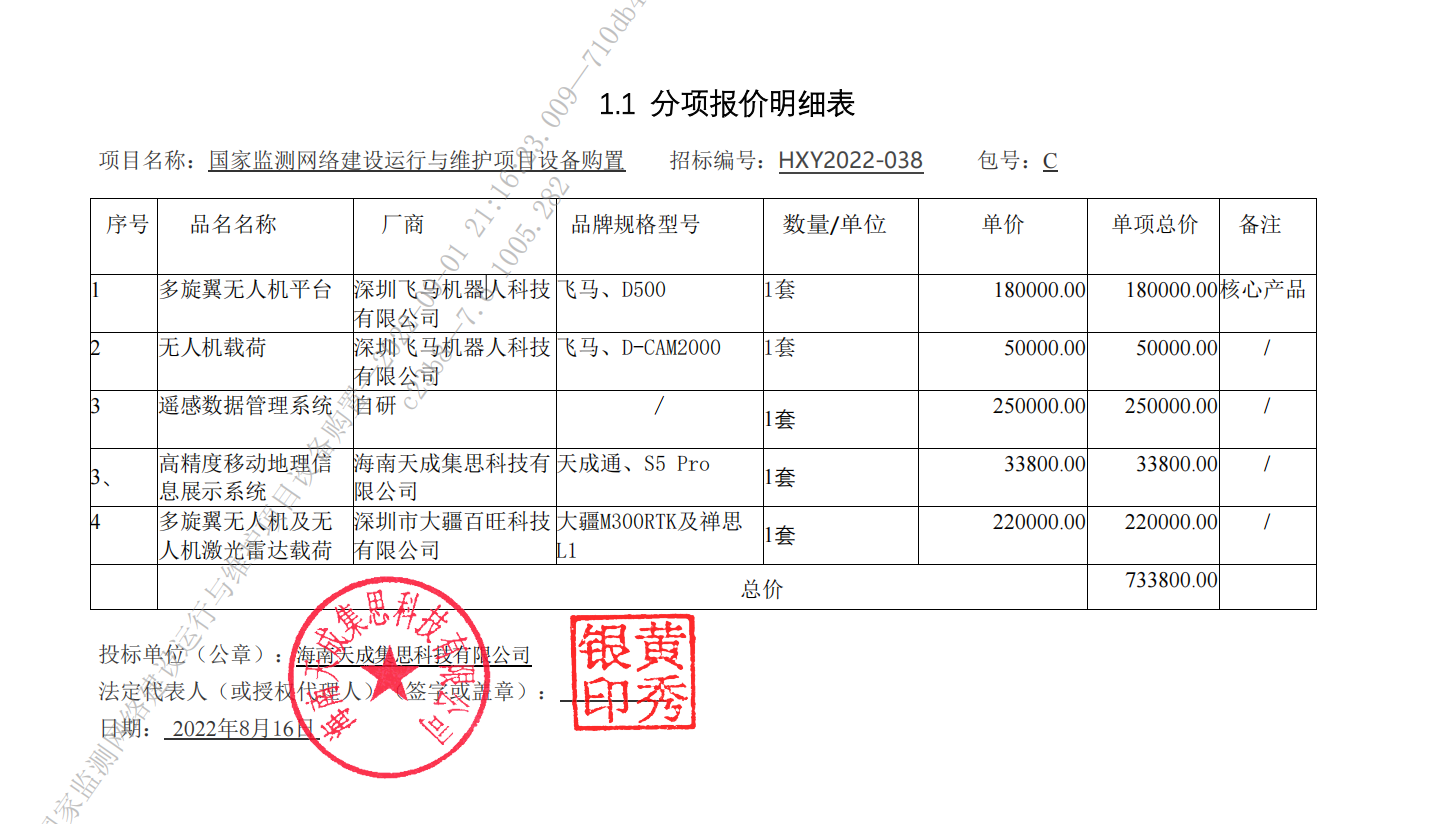 1.1 分项报价明细表
项目名称：国家监测网络建设运行与维护项目设备购置 招标编号：HXY2022-038 包号：C
序号 品名名称 厂商 品牌规格型号 数量/单位 单价 单项总价 备注
1 多旋翼无人机平台 深圳飞马机器人科技有限公司 飞马、D500 1套 180000.00 180000.00 核心产品
2 无人机载荷 深圳飞马机器人科技有限公司 飞马、D-CAM2000 1套 50000.00 50000.00 /
3 遥感数据管理系统 自研 / 1套 250000.00 250000.00 /
3、 高精度移动地理信息展示系统 海南天成集思科技有限公司 天成通、S5 Pro 1套 33800.00 33800.00 /
4 多旋翼无人机及无人机激光雷达载荷 深圳市大疆百旺科技有限公司 大疆M300RTK及禅思L1 1套 220000.00 220000.00 /
总价 733800.00
投标单位（公章）：海南天成集思科技有限公司
法定代表人（或授权代理人）（签字或盖章）：
日期：2022年8月16日
海南天成集思科技有限公司
黄秀银印